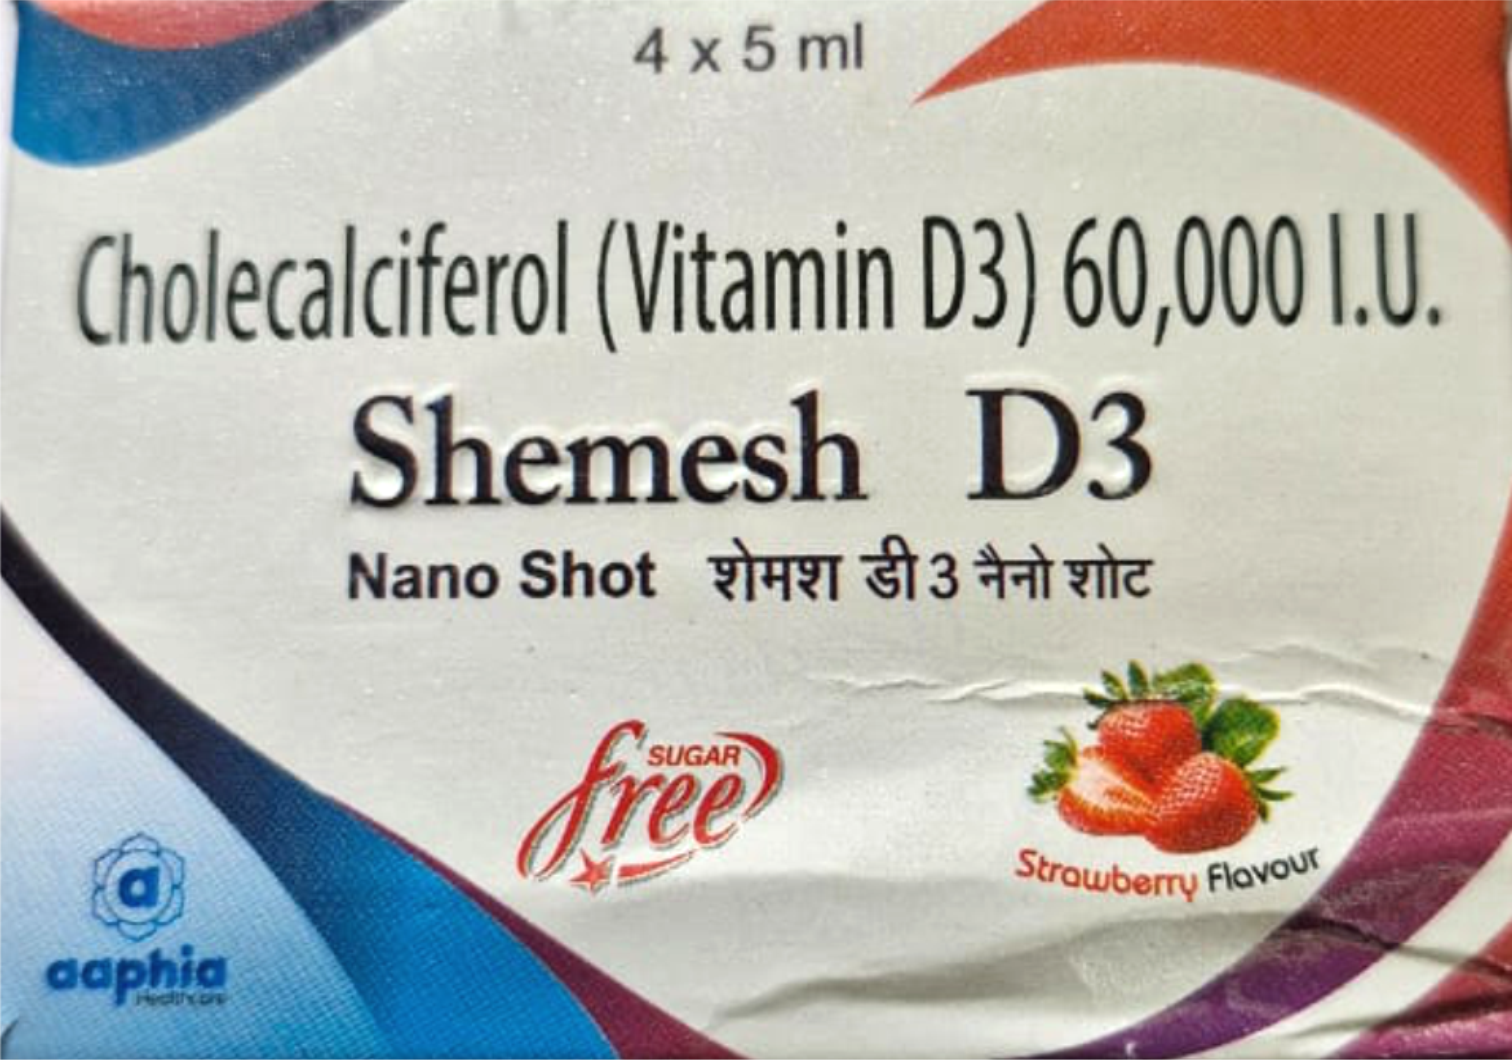 4 x 5 ml
Cholecalciferol (Vitamin D3) 60,000 I.U.
Shemesh D3
Nano Shot शेमश डी 3 नैनो शोट
SUGAR
free
Strawberry Flavour
a
aaphia
Healthcare